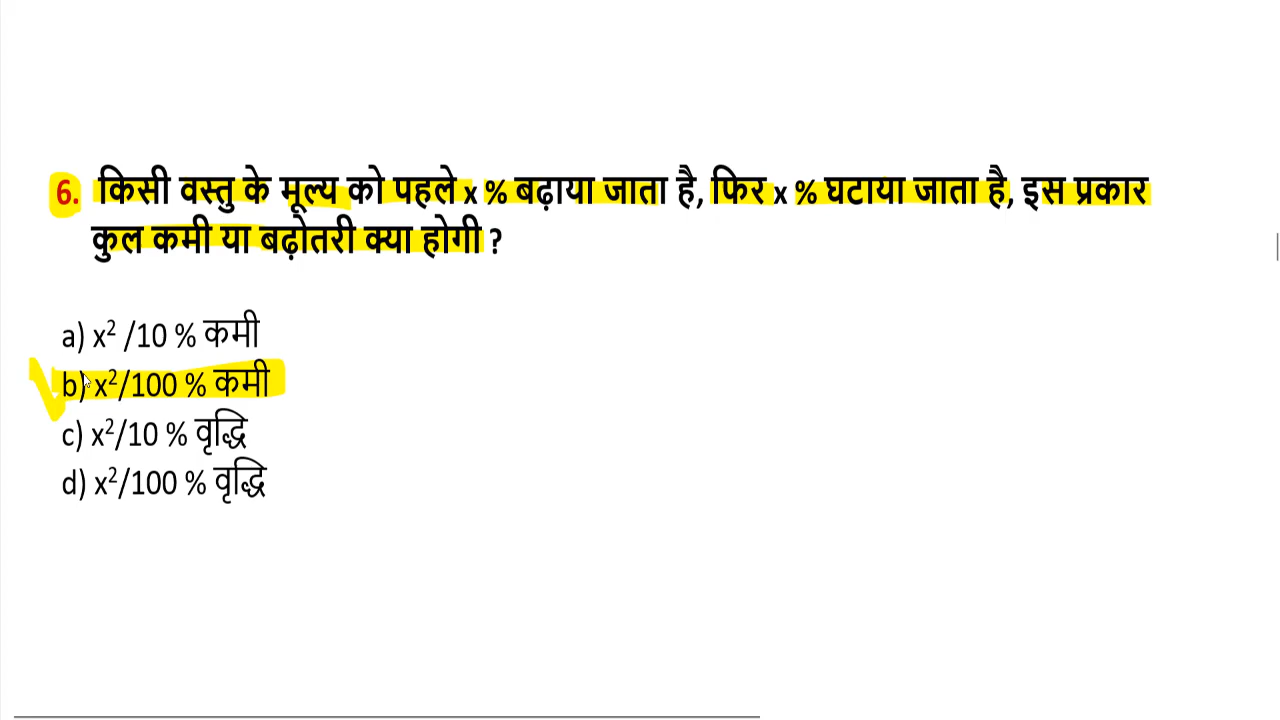 6. किसी वस्तु के मूल्य को पहले x % बढ़ाया जाता है, फिर x % घटाया जाता है, इस प्रकार
कुल कमी या बढ़ोतरी क्या होगी ?
a) x² /10 % कमी
b) x²/100 % कमी
c) x²/10 % वृद्धि
d) x²/100 % वृद्धि